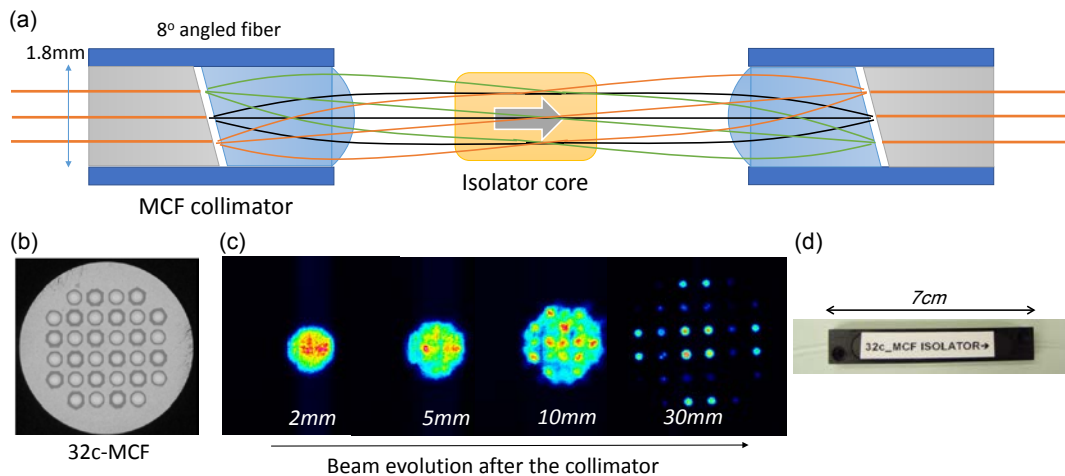 (a)
8° angled fiber
1.8mm
Isolator core
MCF collimator
(b)
(c)
(d)
7cm
32c_MCF ISOLATOR→
2mm 5mm 10mm 30mm
32c-MCF
Beam evolution after the collimator